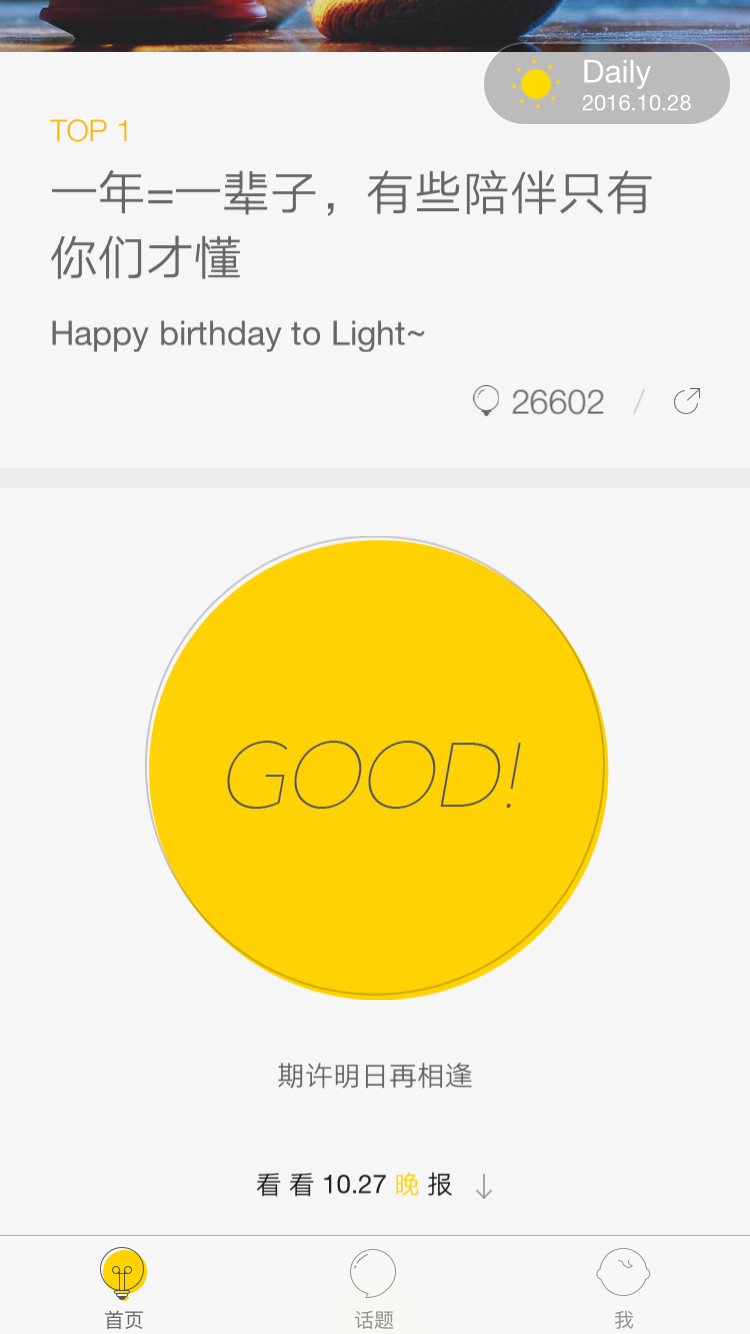 Daily
2016.10.28
TOP 1
一年=一辈子，有些陪伴只有
你们才懂
Happy birthday to Light~
26602 /
GOOD!
期许明日再相逢
看看 10.27 晚报 ↓
首页
话题
我